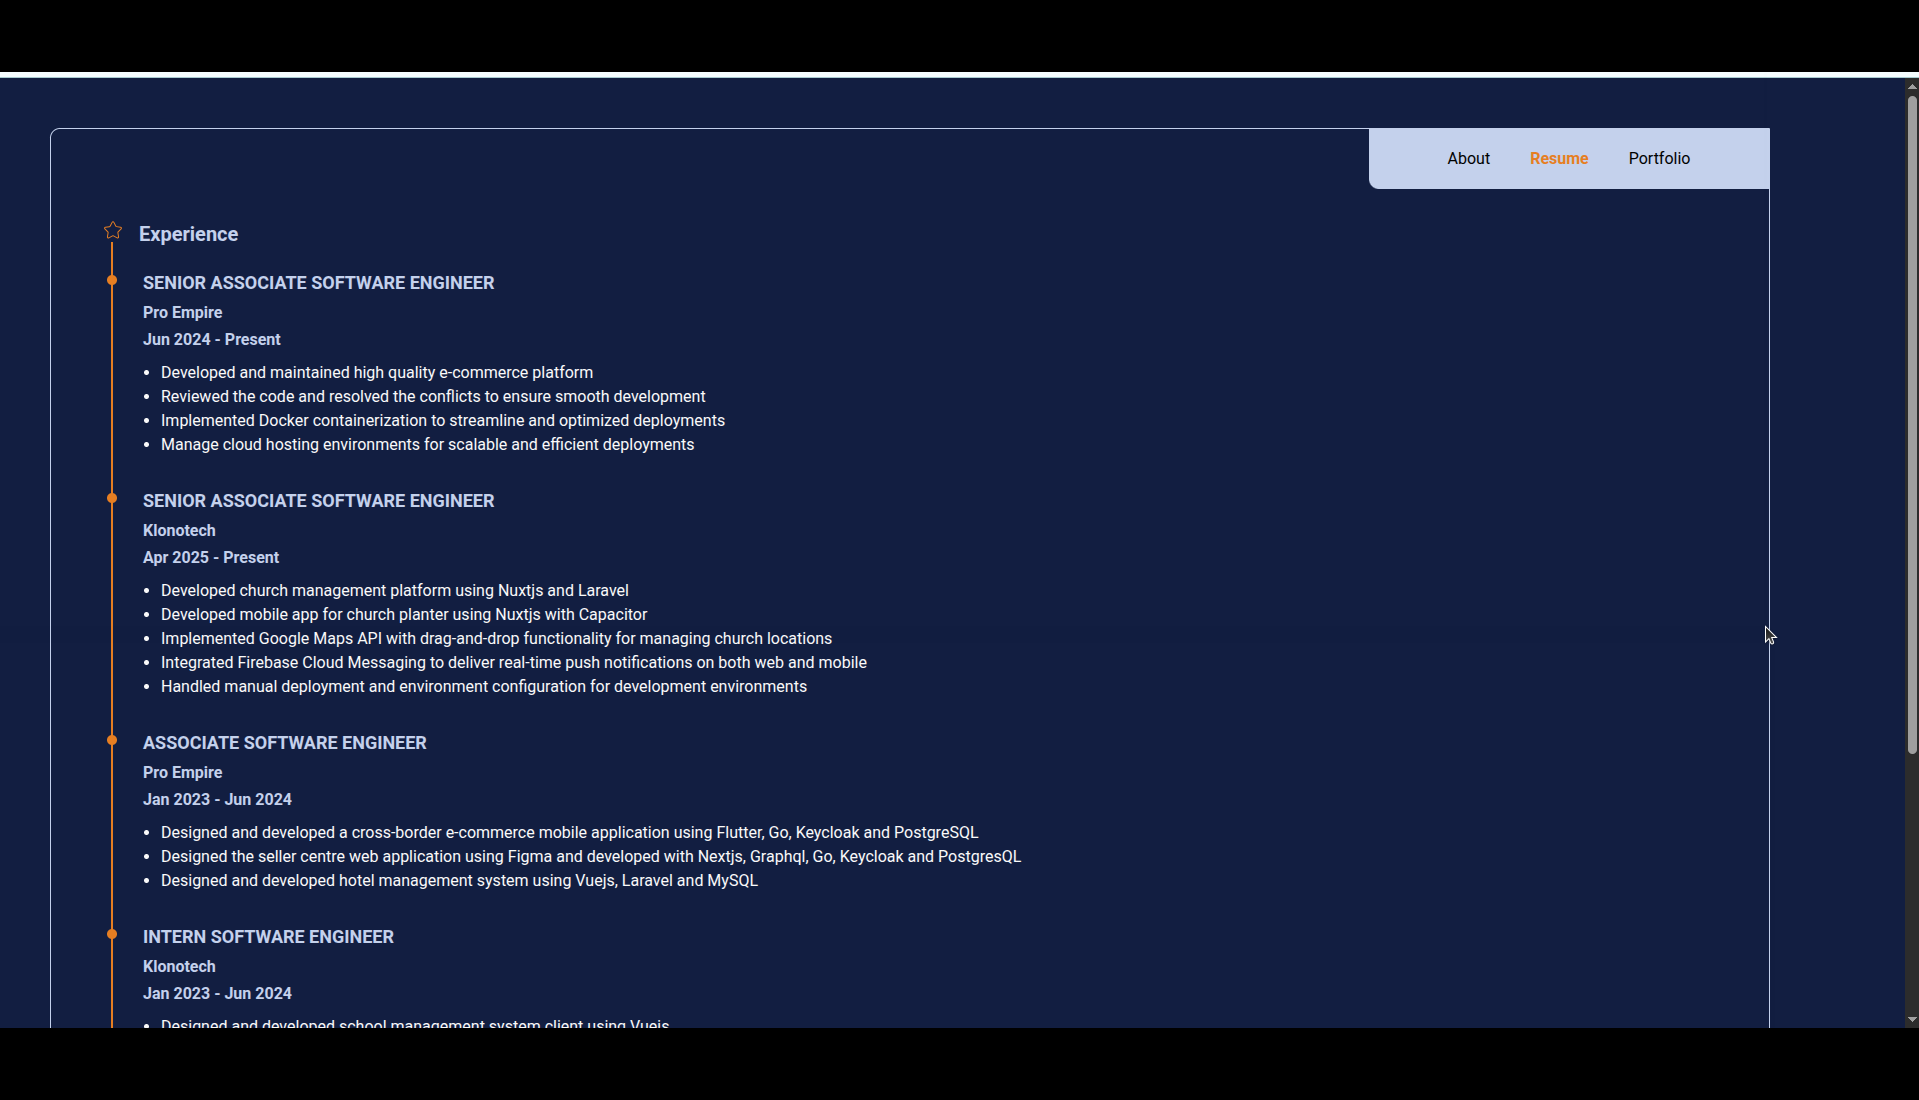 About Resume Portfolio
Experience
SENIOR ASSOCIATE SOFTWARE ENGINEER
Pro Empire
Jun 2024 - Present
• Developed and maintained high quality e-commerce platform
• Reviewed the code and resolved the conflicts to ensure smooth development
• Implemented Docker containerization to streamline and optimized deployments
• Manage cloud hosting environments for scalable and efficient deployments
SENIOR ASSOCIATE SOFTWARE ENGINEER
Klonotech
Apr 2025 - Present
• Developed church management platform using Nuxtjs and Laravel
• Developed mobile app for church planter using Nuxtjs with Capacitor
• Implemented Google Maps API with drag-and-drop functionality for managing church locations
• Integrated Firebase Cloud Messaging to deliver real-time push notifications on both web and mobile
• Handled manual deployment and environment configuration for development environments
ASSOCIATE SOFTWARE ENGINEER
Pro Empire
Jan 2023 - Jun 2024
• Designed and developed a cross-border e-commerce mobile application using Flutter, Go, Keycloak and PostgreSQL
• Designed the seller centre web application using Figma and developed with Nextjs, Graphql, Go, Keycloak and PostgresQL
• Designed and developed hotel management system using Vuejs, Laravel and MySQL
INTERN SOFTWARE ENGINEER
Klonotech
Jan 2023 - Jun 2024
• Designed and developed school management system client using Vuejs